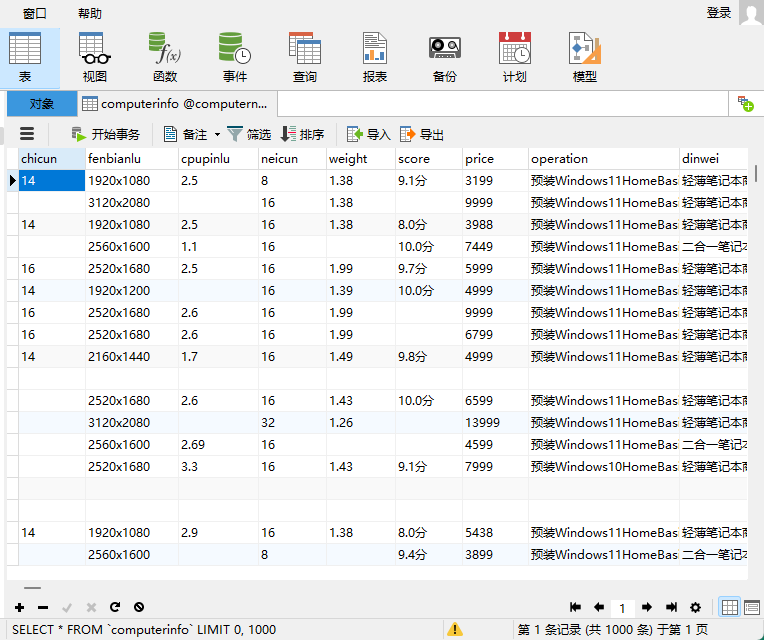 窗口 帮助 登录
表 视图 函数 事件 查询 报表 备份 计划 模型
对象 computerinfo @computern...
开始事务 备注 筛选 排序 导入 导出
chicun fenbianlu cpupinlu neicun weight score price operation dinwei
14 1920x1080 2.5 8 1.38 9.1分 3199 预装Windows11HomeBas 轻薄笔记本商
3120x2080 16 1.38 9999 预装Windows11HomeBas 轻薄笔记本商
14 1920x1080 2.5 16 1.38 8.0分 3988 预装Windows11HomeBas 轻薄笔记本商
2560x1600 1.1 16 10.0分 7449 预装Windows11HomeBas 二合一笔记本
16 2520x1680 2.5 16 1.99 9.7分 5999 预装Windows11HomeBas 轻薄笔记本商
14 1920x1200 16 1.39 10.0分 4999 预装Windows11HomeBas 轻薄笔记本商
16 2520x1680 2.6 16 1.99 9999 预装Windows11HomeBas 轻薄笔记本商
16 2520x1680 2.6 16 1.99 6799 预装Windows11HomeBas 轻薄笔记本商
14 2160x1440 1.7 16 1.49 9.8分 4999 预装Windows11HomeBas 轻薄笔记本商
2520x1680 2.6 16 1.43 10.0分 6599 预装Windows11HomeBas 轻薄笔记本商
3120x2080 32 1.26 13999 预装Windows11HomeBas 轻薄笔记本商
2560x1600 2.69 16 4599 预装Windows11HomeBas 二合一笔记本
2520x1680 3.3 16 1.43 9.1分 7999 预装Windows10HomeBas 轻薄笔记本商
14 1920x1080 2.9 16 1.38 8.0分 5438 预装Windows11HomeBas 轻薄笔记本商
2560x1600 8 9.4分 3899 预装Windows11HomeBas 二合一笔记本
1
SELECT * FROM `computerinfo` LIMIT 0, 1000 第 1 条记录 (共 1000 条) 于第 1 页